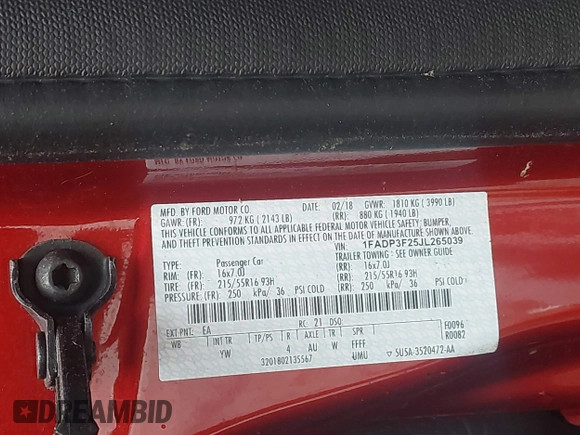 MFD. BY FORD MOTOR CO.
DATE: 02/18 GVWR: 1810 KG ( 3990 LB)
GAWR: (FR): 972 KG ( 2143 LB) (RR): 880 KG ( 1940 LB)
THIS VEHICLE CONFORMS TO ALL APPLICABLE FEDERAL MOTOR VEHICLE SAFETY, BUMPER,
AND THEFT PREVENTION STANDARDS IN EFFECT ON THE DATE OF MANUFACTURE SHOWN ABOVE.
VIN: 1FADP3F25JL265039
TYPE: Passenger Car TRAILER TOWING : SEE OWNER GUIDE
RIM: (FR): 16x7.0J (RR): 16x7.0J
TIRE: (FR): 215/55R16 93H (RR): 215/55R16 93H
PRESSURE: (FR): 250 kPa/ 36 PSI COLD (RR): 250 kPa/ 36 PSI COLD
EXT PNT: EA RC: 21 DSO: F0096
WB INT TR TP/PS R A W R0082
YW 4 AU FFFF
3201802135567 UMU 5U5A-3520472-AA
DREAMBID